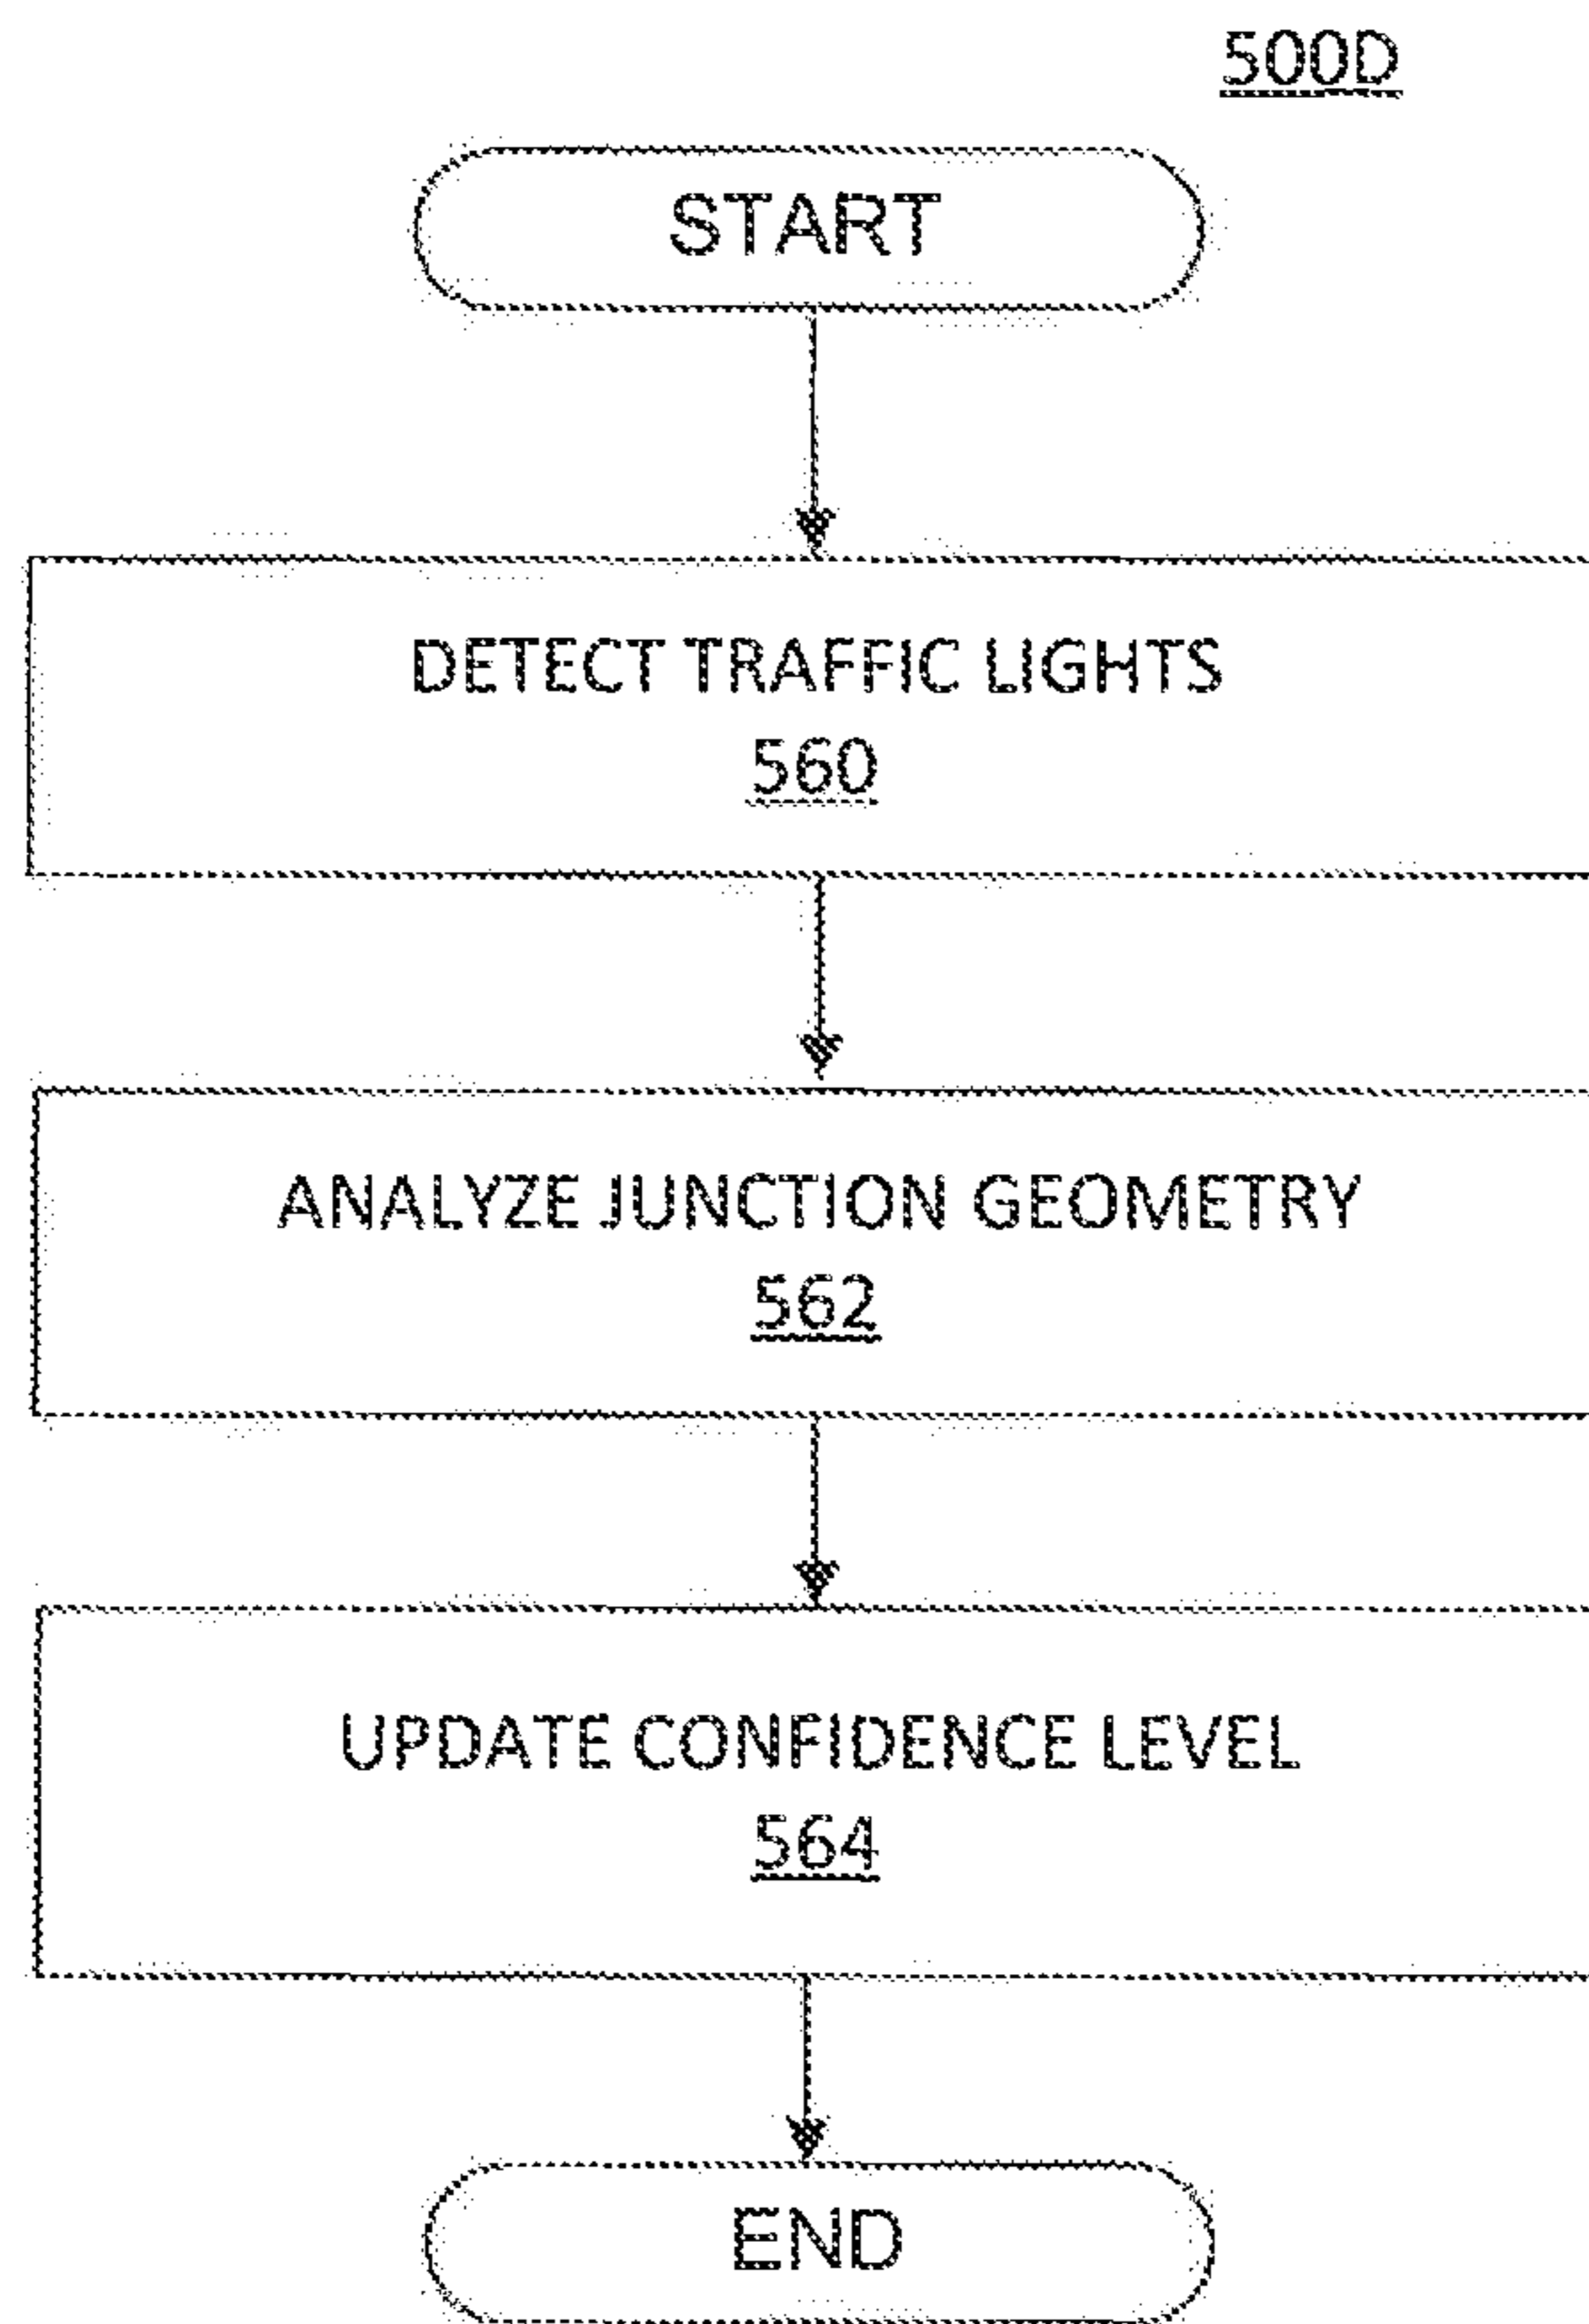 500D
START
DETECT TRAFFIC LIGHTS
560
ANALYZE JUNCTION GEOMETRY
562
UPDATE CONFIDENCE LEVEL
564
END